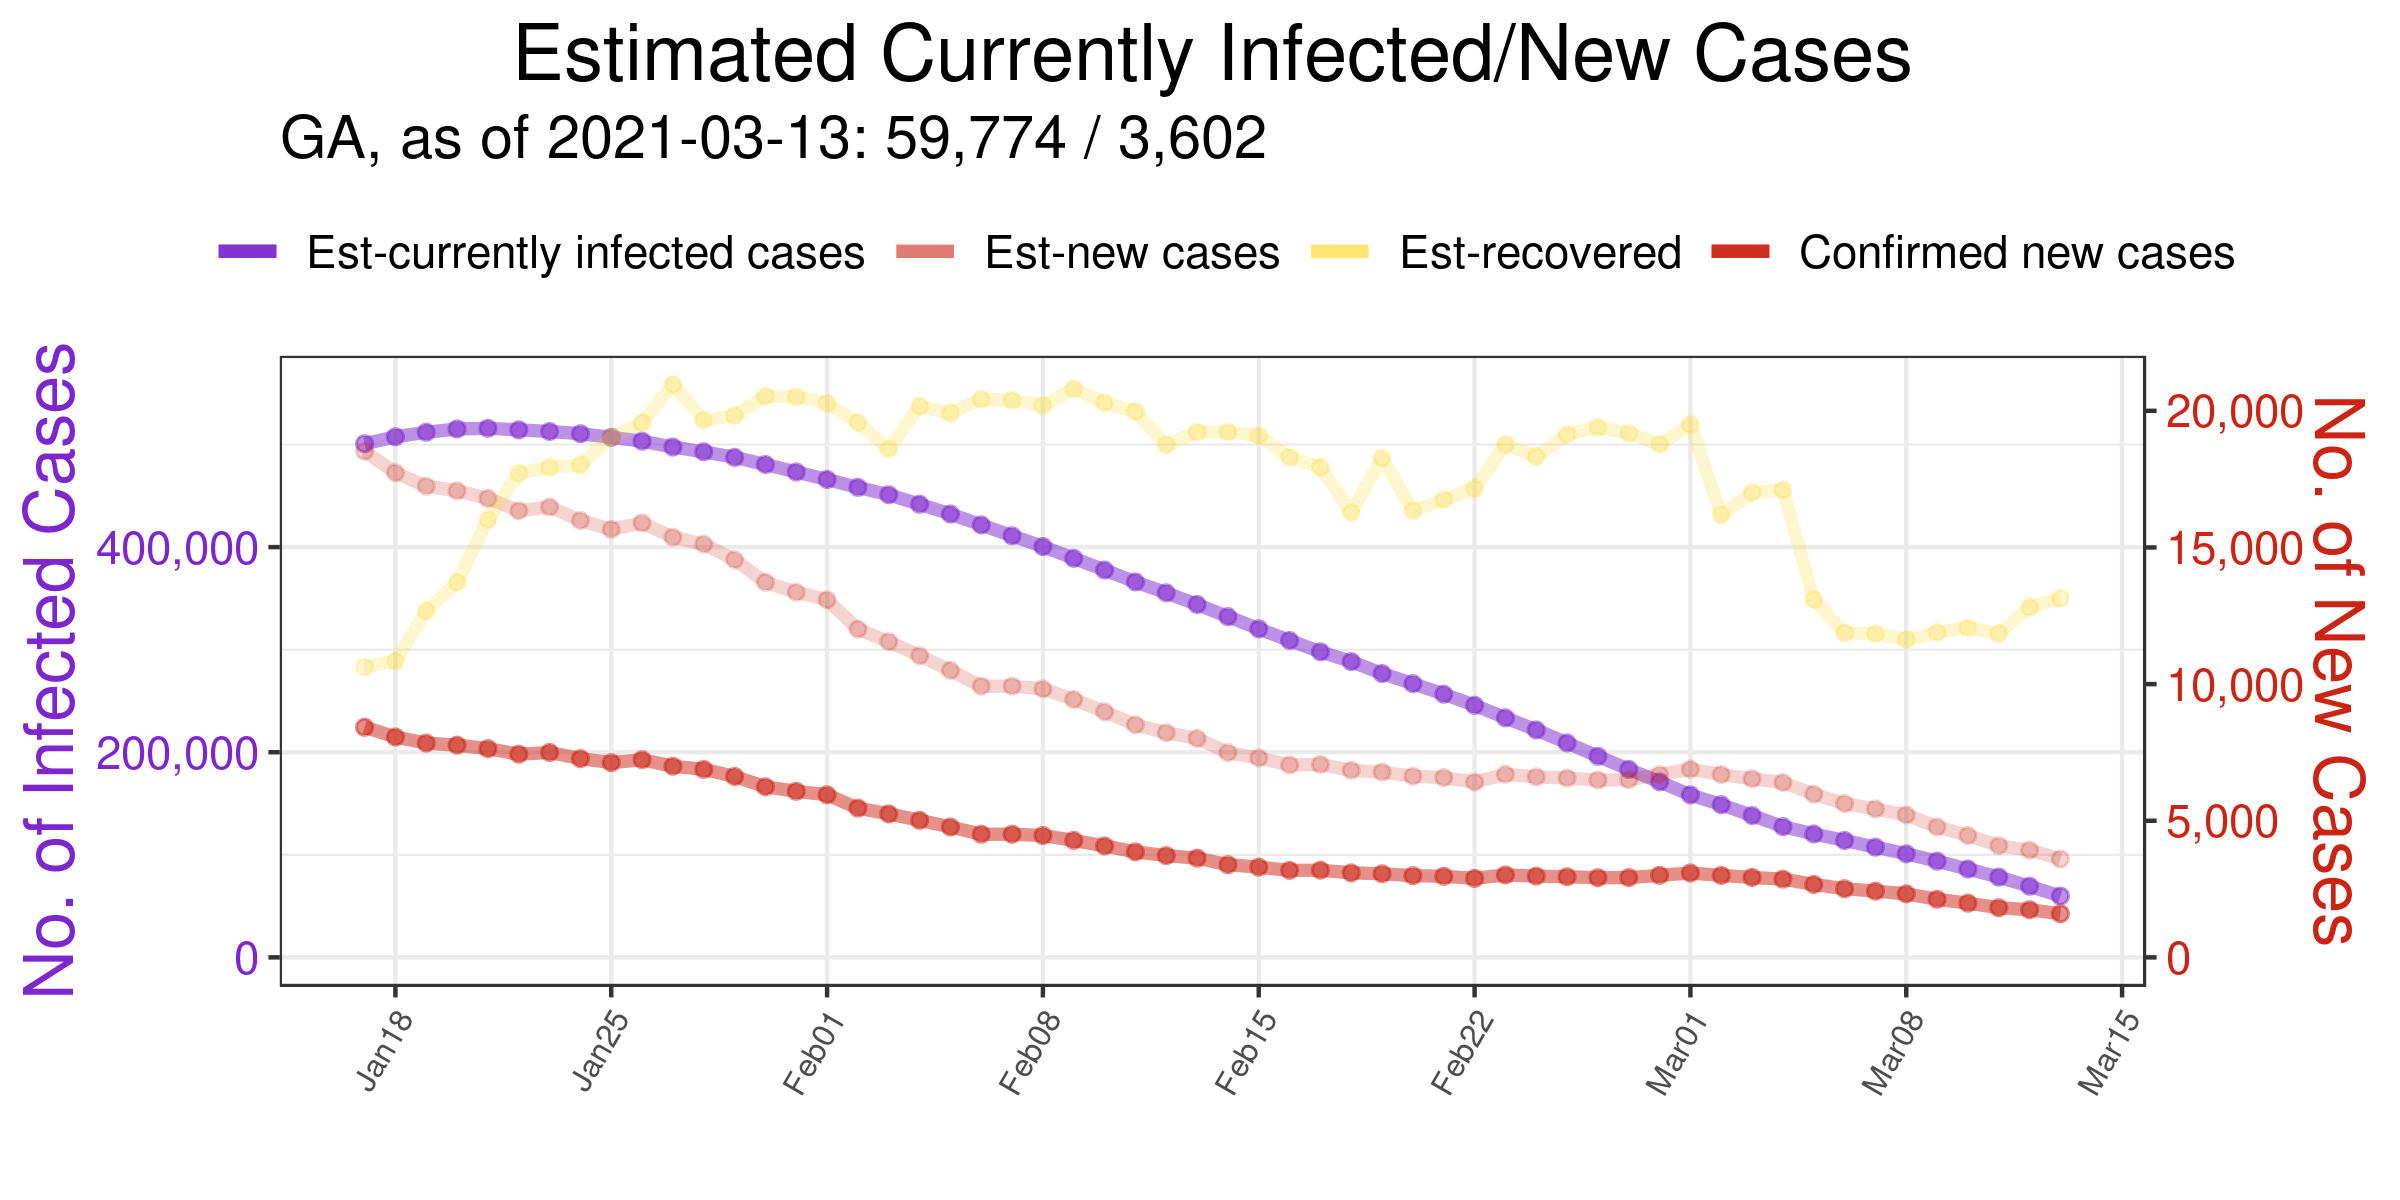 Estimated Currently Infected/New Cases
GA, as of 2021-03-13: 59,774 / 3,602
Est-currently infected cases Est-new cases Est-recovered Confirmed new cases
No. of Infected Cases
400,000
200,000
0
20,000
15,000
10,000
5,000
0
No. of New Cases
Jan18 Jan25 Feb01 Feb08 Feb15 Feb22 Mar01 Mar08 Mar15